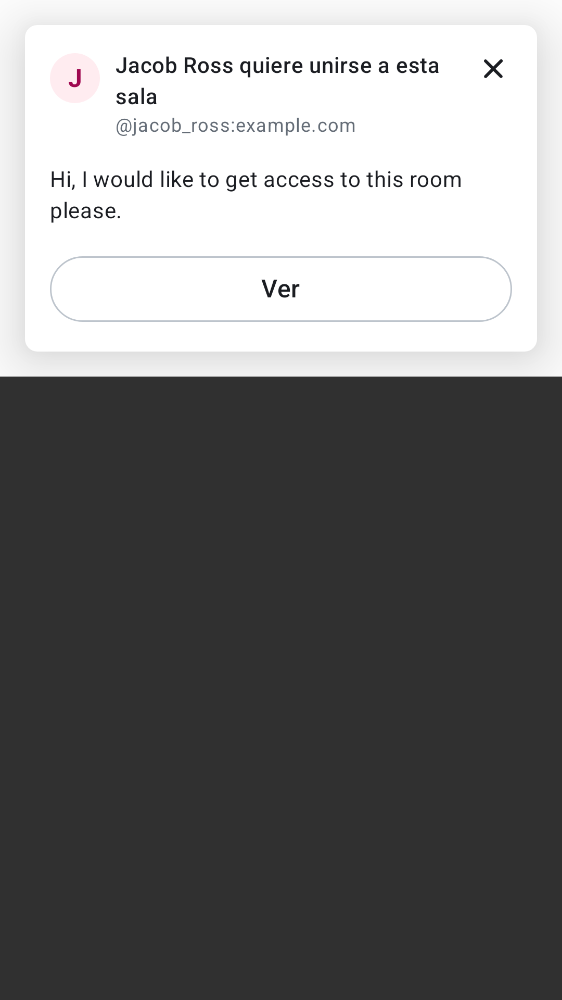 J
Jacob Ross quiere unirse a esta
sala
@jacob_ross:example.com
Hi, I would like to get access to this room
please.
Ver